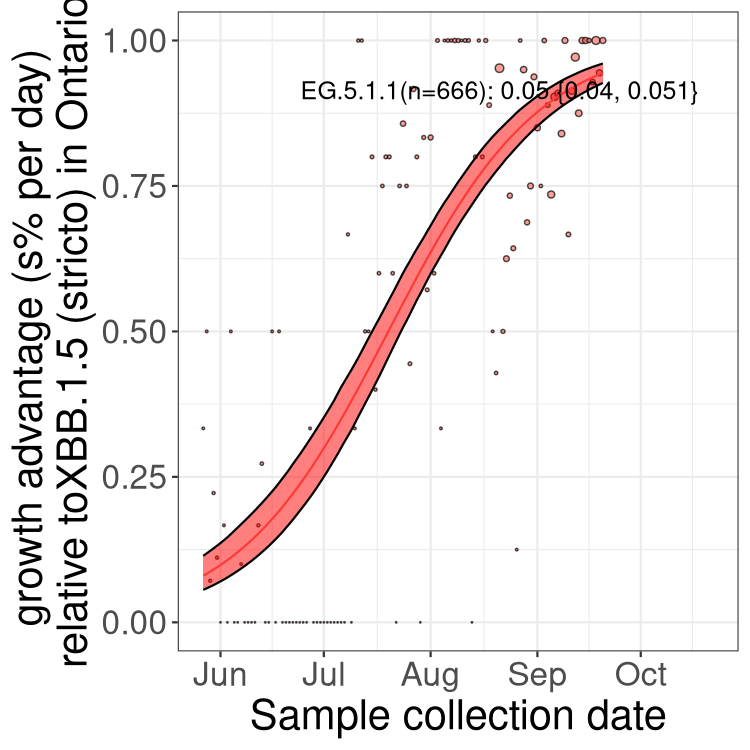 growth advantage (s% per day)
relative toXBB.1.5 (stricto) in Ontario
1.00
0.75
0.50
0.25
0.00
EG.5.1.1(n=666): 0.05 {0.04, 0.051}
Jun Jul Aug Sep Oct
Sample collection date